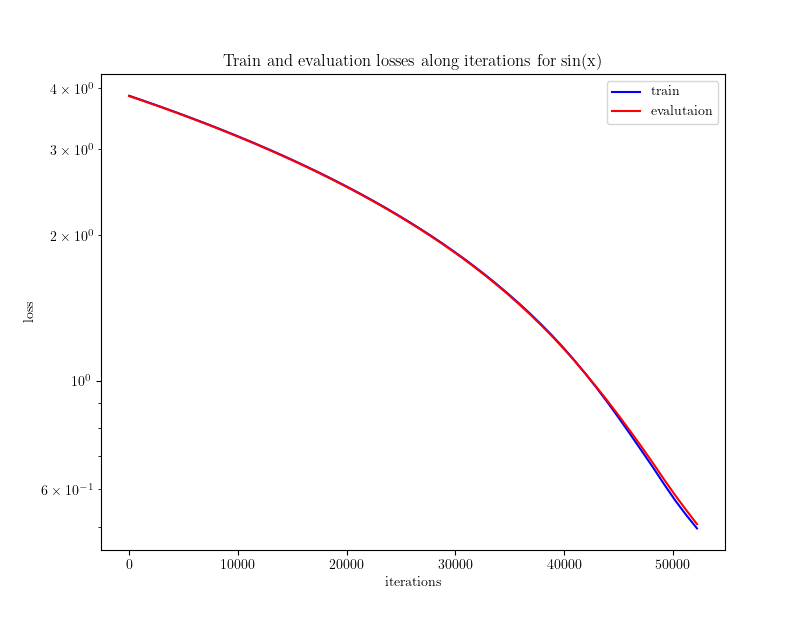 Train and evaluation losses along iterations for sin(x)
train
evalutaion
4 × 10⁰
3 × 10⁰
2 × 10⁰
10⁰
6 × 10⁻¹
loss
0 10000 20000 30000 40000 50000
iterations